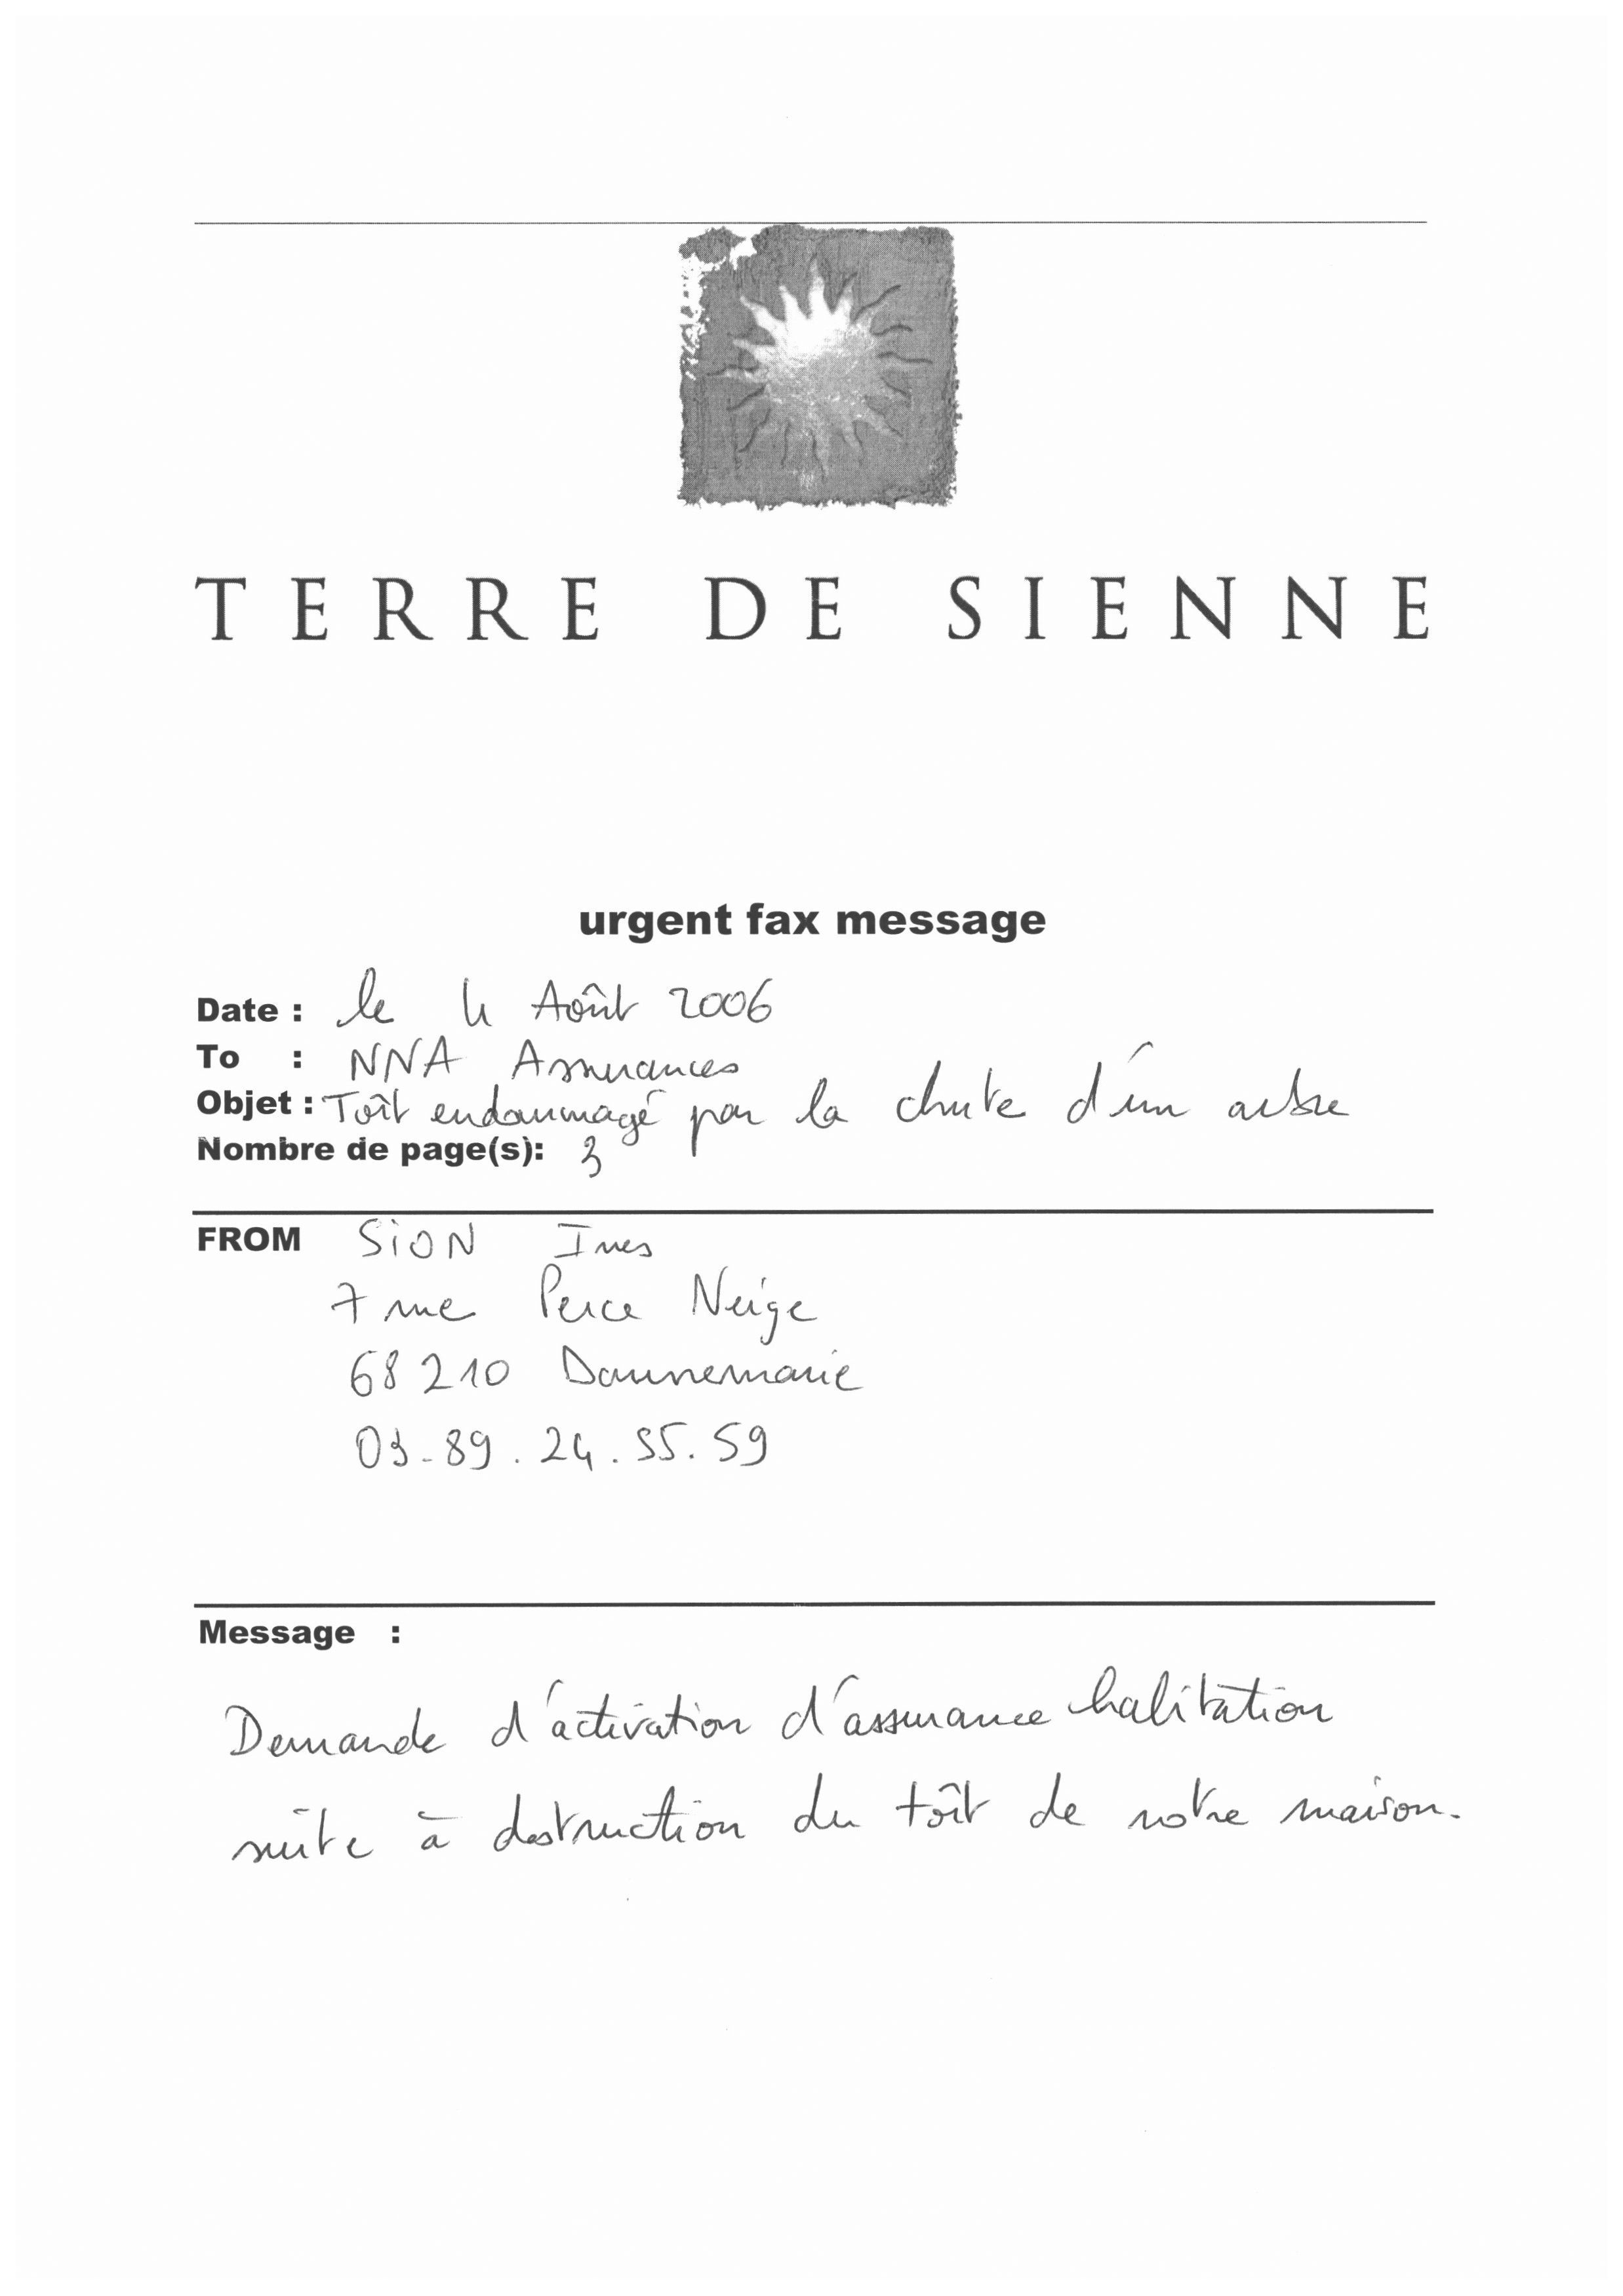 TERRE DE SIENNE
urgent fax message
Date : le 4 Août 2006
To : NNA Assurances
Objet : Toît endommagé par la chute d'un arbre
Nombre de page(s): 3
FROM SiON Ines
7 rue Perce Neige
68210 Dannemarie
03.89.24.55.59
Message :
Demande d'activation d'assurance habitation
suite à destruction du toît de notre maison.